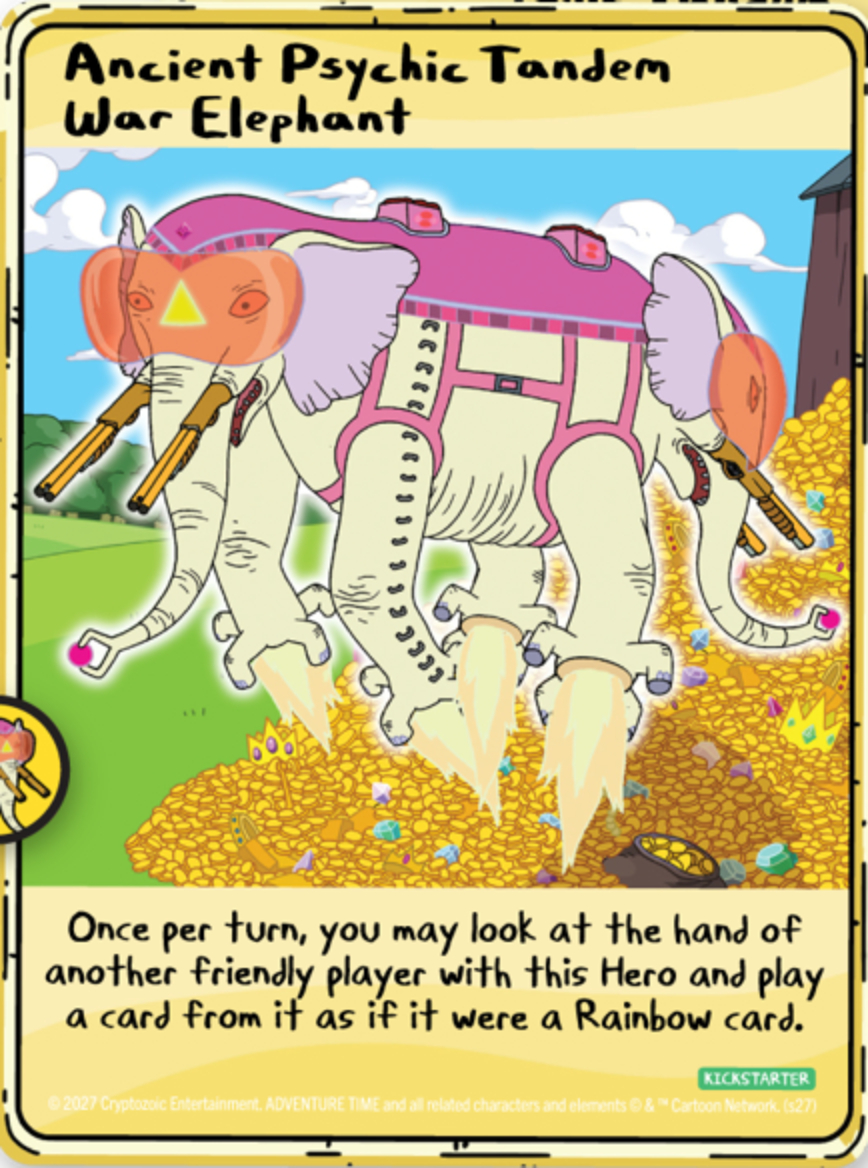 Ancient Psychic Tandem
War Elephant
Once per turn, you may look at the hand of
another friendly player with this Hero and play
a card from it as if it were a Rainbow card.
KICKSTARTER
© 2027 Cryptozoic Entertainment. ADVENTURE TIME and all related characters and elements © & ™ Cartoon Network. (s27)